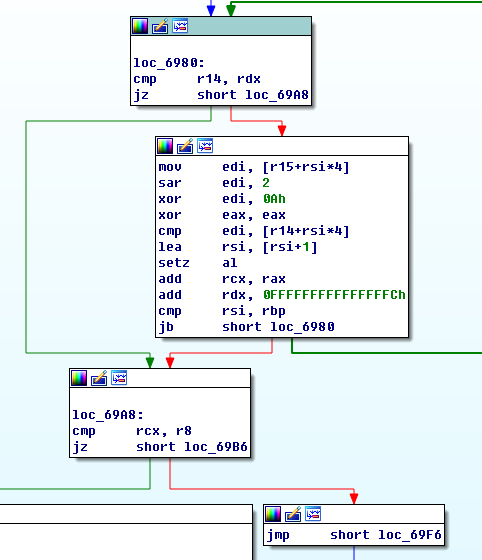 loc_6980:
cmp r14, rdx
jz short loc_69A8
mov edi, [r15+rsi*4]
sar edi, 2
xor edi, 0Ah
xor eax, eax
cmp edi, [r14+rsi*4]
lea rsi, [rsi+1]
setz al
add rcx, rax
add rdx, 0FFFFFFFFFFFFFFFCh
cmp rsi, rbp
jb short loc_6980
loc_69A8:
cmp rcx, r8
jz short loc_69B6
jmp short loc_69F6